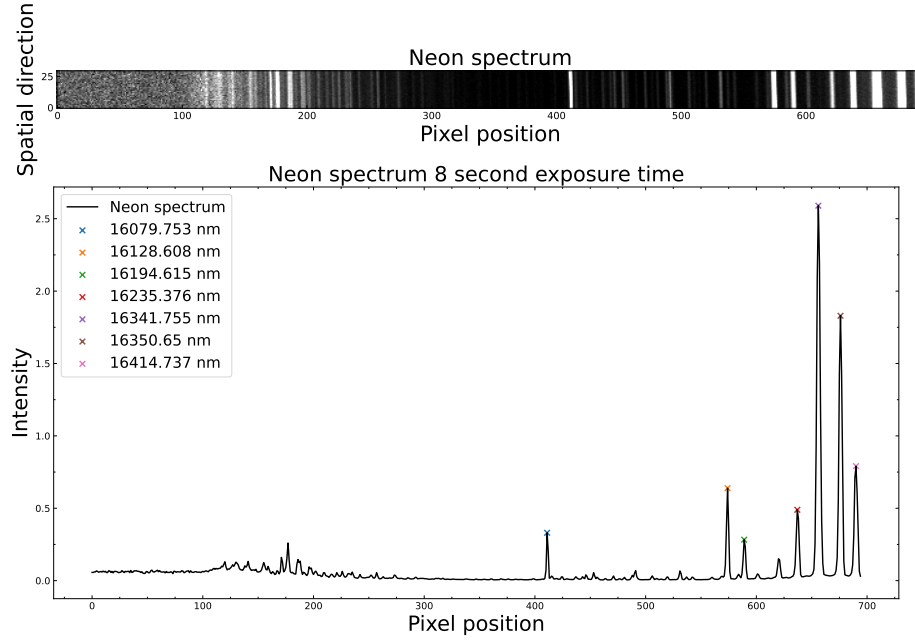 Neon spectrum
Spatial direction
25
0
0 100 200 300 400 500 600
Pixel position
Neon spectrum 8 second exposure time
Neon spectrum
16079.753 nm
16128.608 nm
16194.615 nm
16235.376 nm
16341.755 nm
16350.65 nm
16414.737 nm
Intensity
2.5
2.0
1.5
1.0
0.5
0.0
0 100 200 300 400 500 600 700
Pixel position